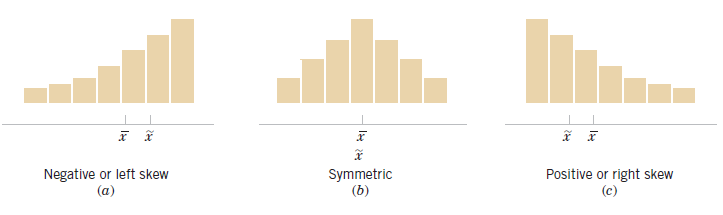 x̄ x̃
x̄
x̃
x̃ x̄
Negative or left skew
(a)
Symmetric
(b)
Positive or right skew
(c)